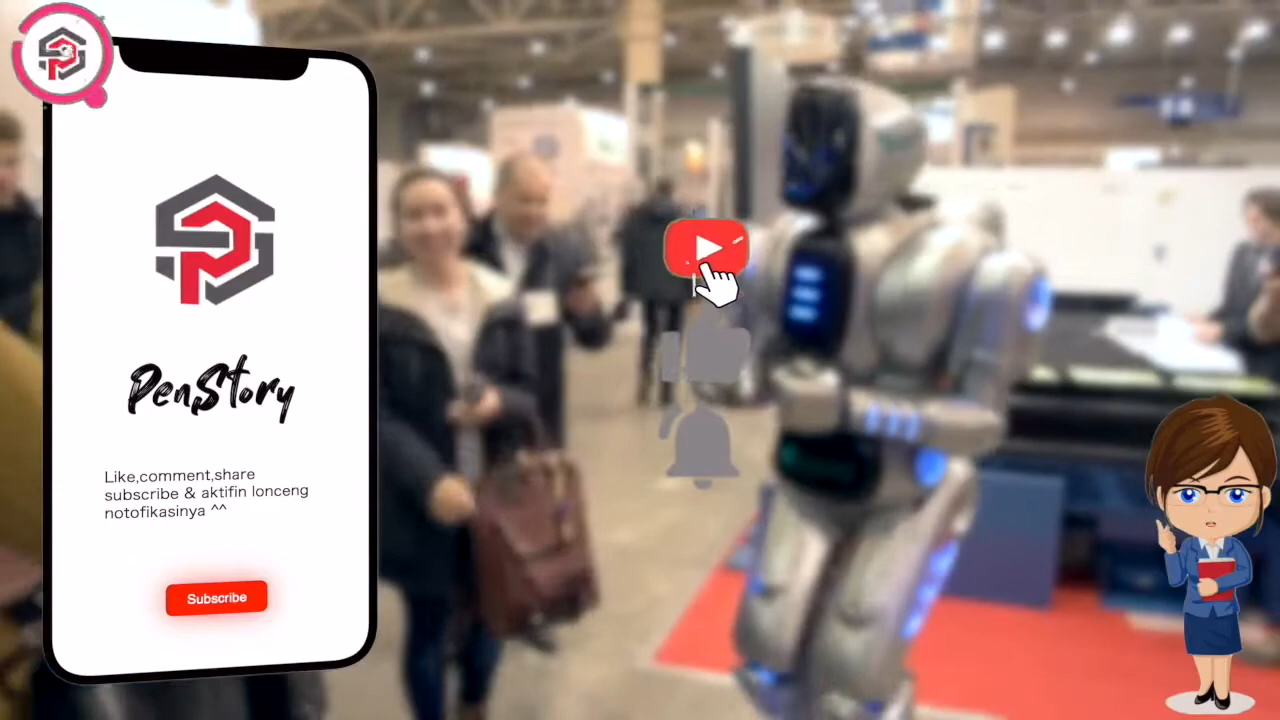 PenStory
Like,comment,share
subscribe & aktifin lonceng
notofikasinya ^^
Subscribe